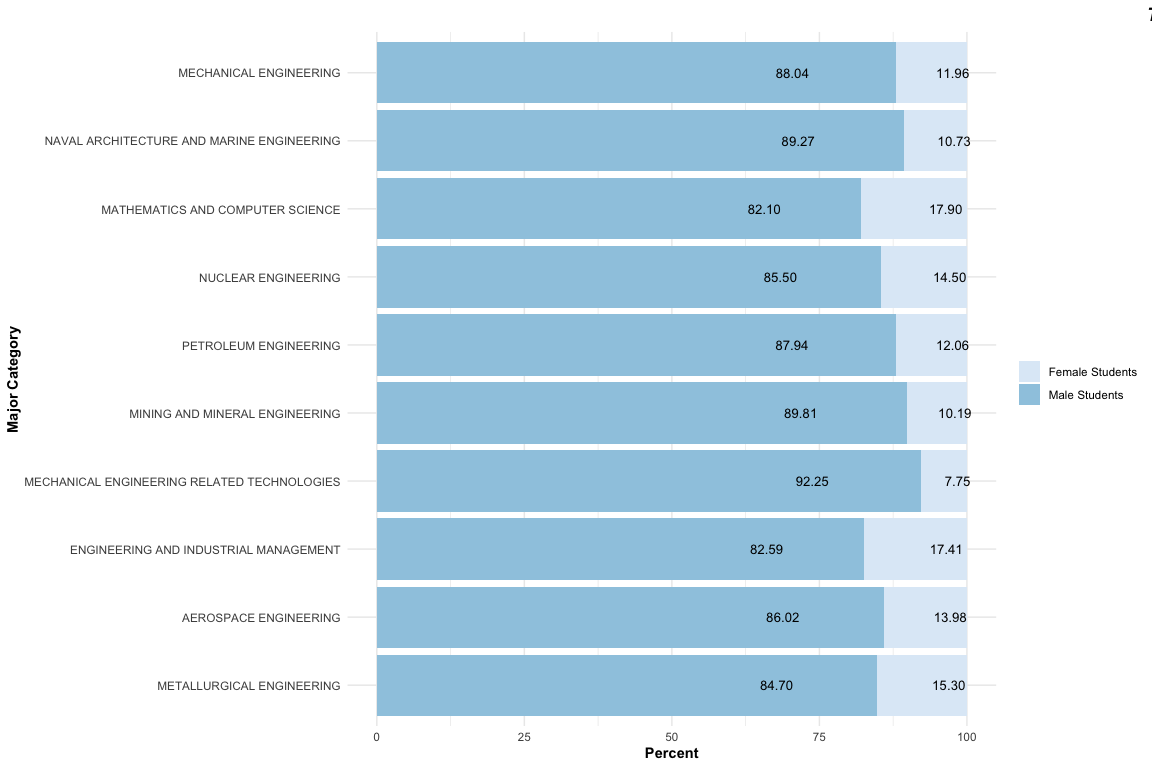 MECHANICAL ENGINEERING 88.04 11.96
NAVAL ARCHITECTURE AND MARINE ENGINEERING 89.27 10.73
MATHEMATICS AND COMPUTER SCIENCE 82.10 17.90
NUCLEAR ENGINEERING 85.50 14.50
PETROLEUM ENGINEERING 87.94 12.06
MINING AND MINERAL ENGINEERING 89.81 10.19
MECHANICAL ENGINEERING RELATED TECHNOLOGIES 92.25 7.75
ENGINEERING AND INDUSTRIAL MANAGEMENT 82.59 17.41
AEROSPACE ENGINEERING 86.02 13.98
METALLURGICAL ENGINEERING 84.70 15.30
0 25 50 75 100
Percent
Major Category
Female Students
Male Students